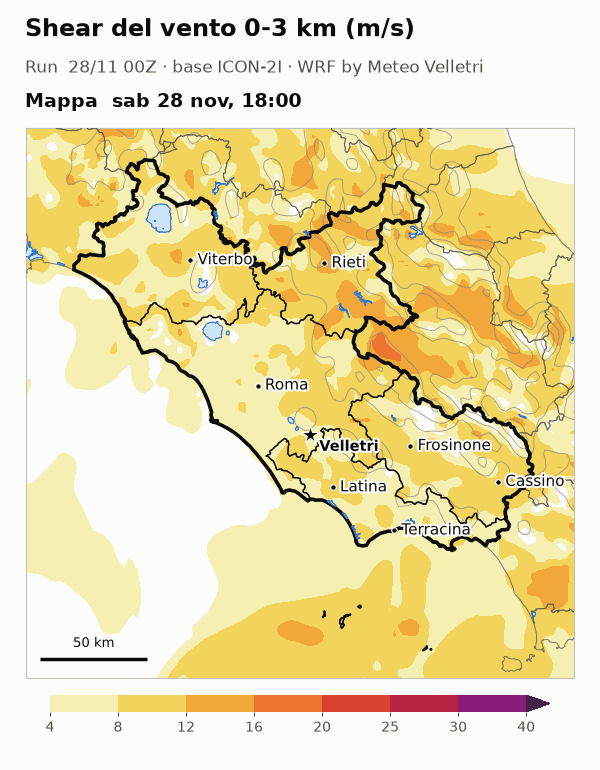 Shear del vento 0-3 km (m/s)
Run  28/11 00Z · base ICON-2I · WRF by Meteo Velletri
Mappa  sab 28 nov, 18:00
Viterbo
Rieti
Roma
Velletri
Frosinone
Latina
Cassino
Terracina
50 km
4 8 12 16 20 25 30 40